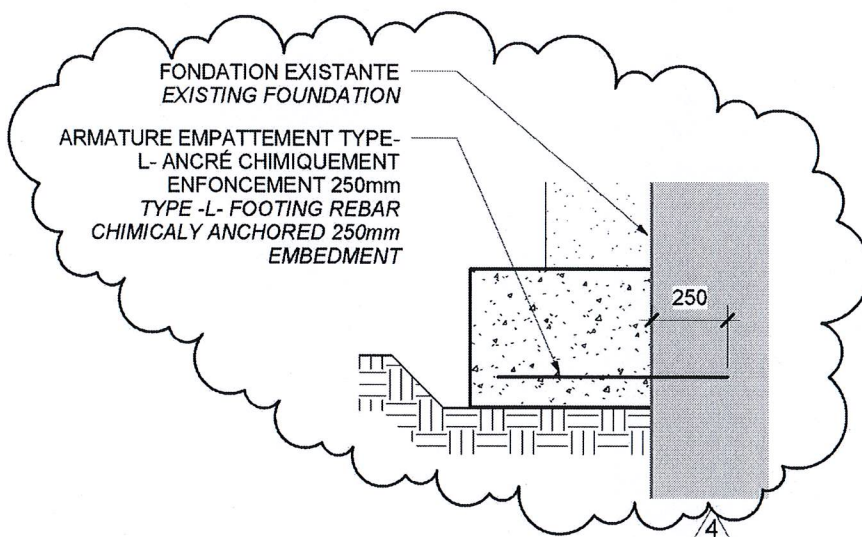 FONDATION EXISTANTE
EXISTING FOUNDATION
ARMATURE EMPATTEMENT TYPE-
L- ANCRÉ CHIMIQUEMENT
ENFONCEMENT 250mm
TYPE -L- FOOTING REBAR
CHIMICALY ANCHORED 250mm
EMBEDMENT
250
4